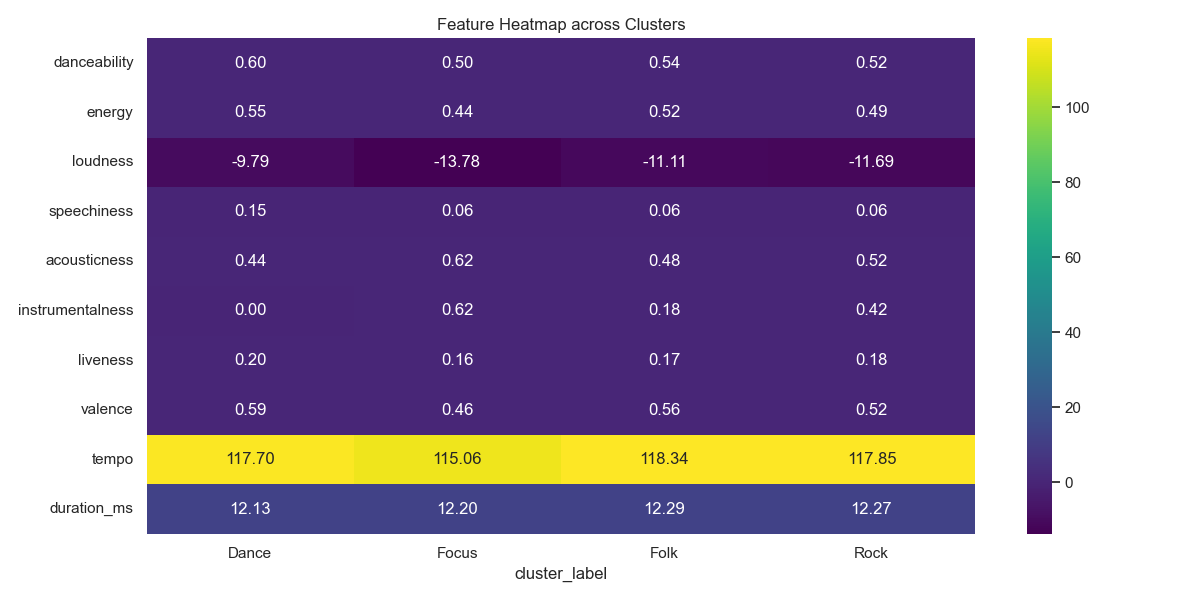 Feature Heatmap across Clusters
danceability 0.60 0.50 0.54 0.52
energy 0.55 0.44 0.52 0.49
loudness -9.79 -13.78 -11.11 -11.69
speechiness 0.15 0.06 0.06 0.06
acousticness 0.44 0.62 0.48 0.52
instrumentalness 0.00 0.62 0.18 0.42
liveness 0.20 0.16 0.17 0.18
valence 0.59 0.46 0.56 0.52
tempo 117.70 115.06 118.34 117.85
duration_ms 12.13 12.20 12.29 12.27
Dance Focus Folk Rock
cluster_label
100
80
60
40
20
0